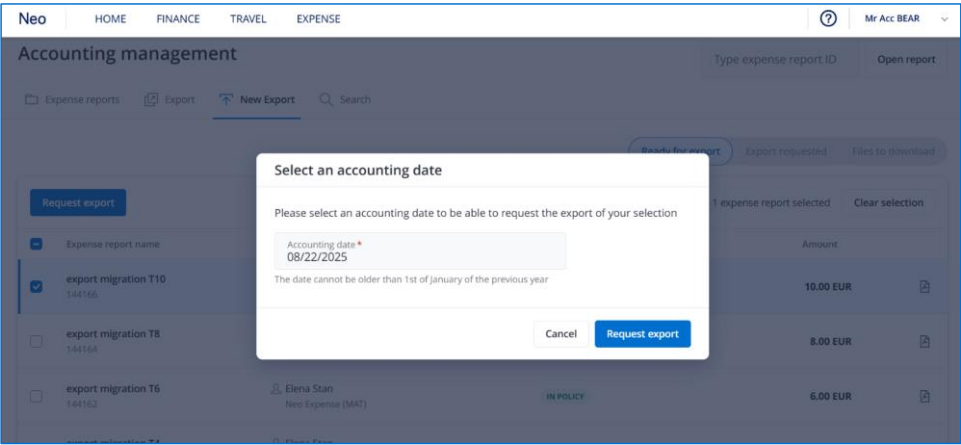 Neo HOME FINANCE TRAVEL EXPENSE Mr Acc BEAR
Accounting management
Type expense report ID Open report
Expense reports Export New Export Search
Ready for export Export requested Files to download
Select an accounting date
Request export 1 expense report selected Clear selection
Please select an accounting date to be able to request the export of your selection
Expense report name Amount
Accounting date *
08/22/2025
The date cannot be older than 1st of January of the previous year
export migration T10 10.00 EUR
144166
Cancel Request export
export migration T8 8.00 EUR
144164
export migration T6 Elena Stan IN POLICY 6.00 EUR
144162 Neo Expense (MAT)